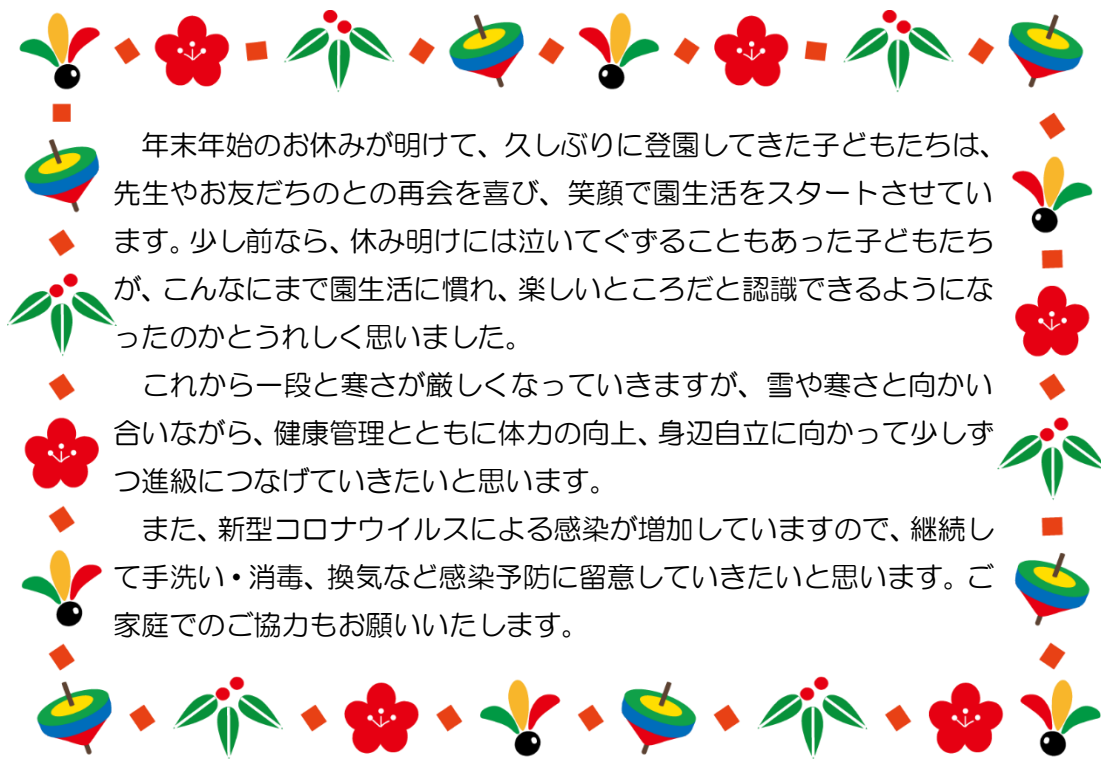 年末年始のお休みが明けて、久しぶりに登園してきた子どもたちは、
先生やお友だちのとの再会を喜び、笑顔で園生活をスタートさせてい
ます。少し前なら、休み明けには泣いてぐずることもあった子どもたち
が、こんなにまで園生活に慣れ、楽しいところだと認識できるようにな
ったのかとうれしく思いました。
　これから一段と寒さが厳しくなっていきますが、雪や寒さと向かい
合いながら、健康管理とともに体力の向上、身辺自立に向かって少しず
つ進級につなげていきたいと思います。
　また、新型コロナウイルスによる感染が増加していますので、継続し
て手洗い・消毒、換気など感染予防に留意していきたいと思います。ご
家庭でのご協力もお願いいたします。